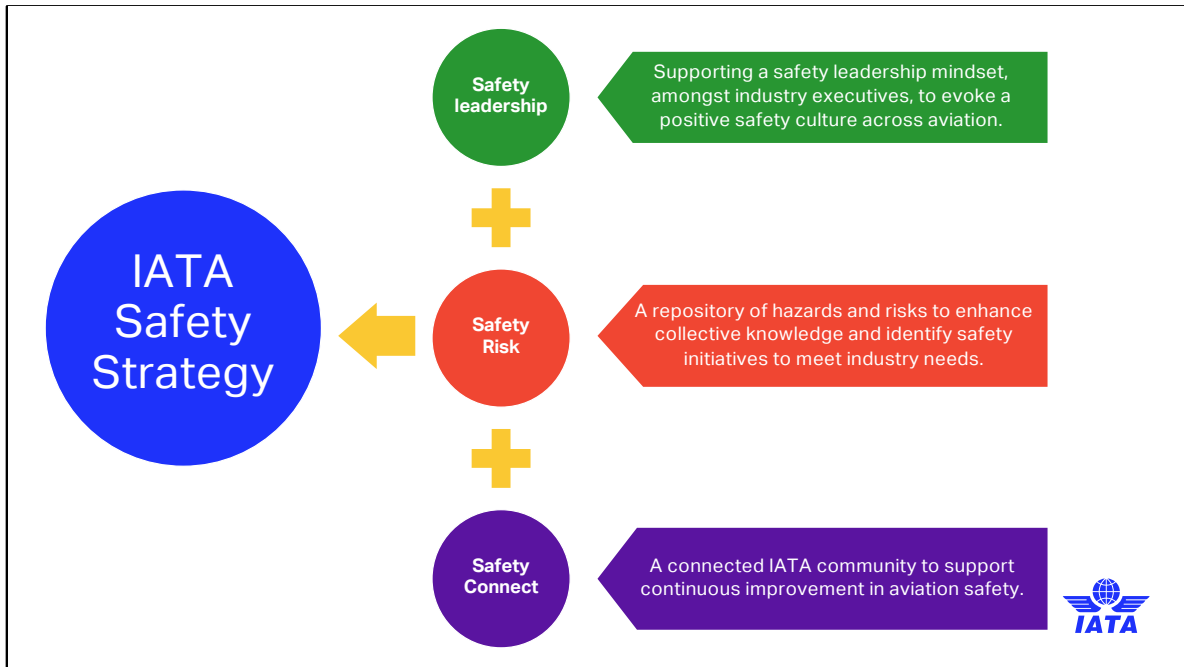 Safety
leadership
Supporting a safety leadership mindset,
amongst industry executives, to evoke a
positive safety culture across aviation.
IATA
Safety
Strategy
Safety
Risk
A repository of hazards and risks to enhance
collective knowledge and identify safety
initiatives to meet industry needs.
Safety
Connect
A connected IATA community to support
continuous improvement in aviation safety.
IATA